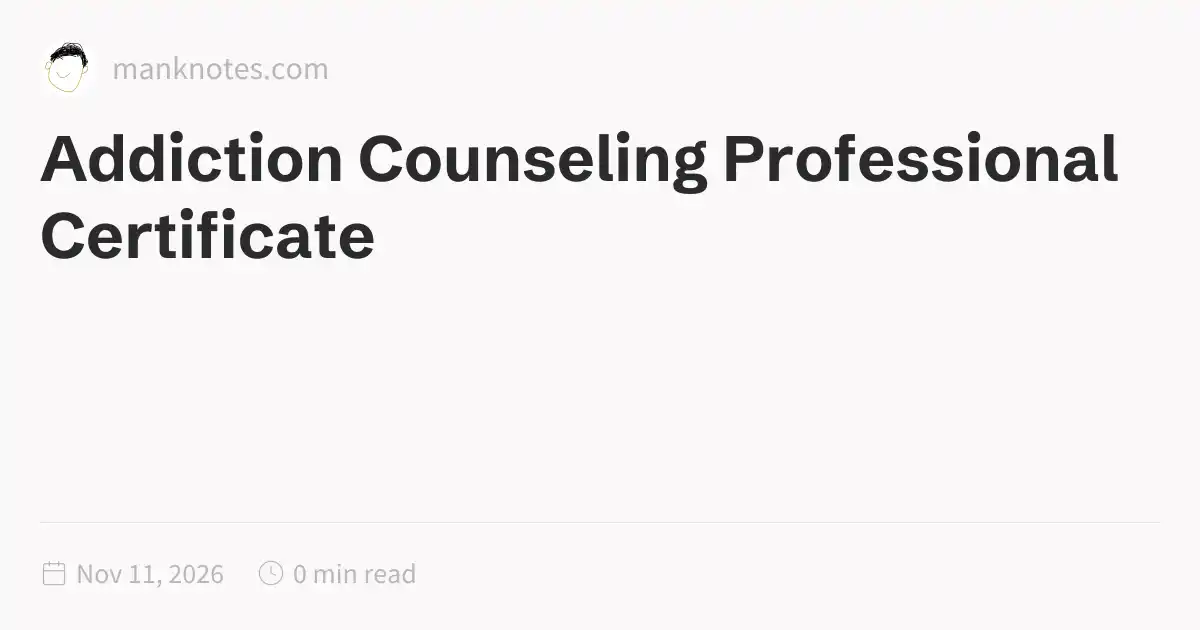 manknotes.com
Addiction Counseling Professional
Certificate
Nov 11, 2026 0 min read